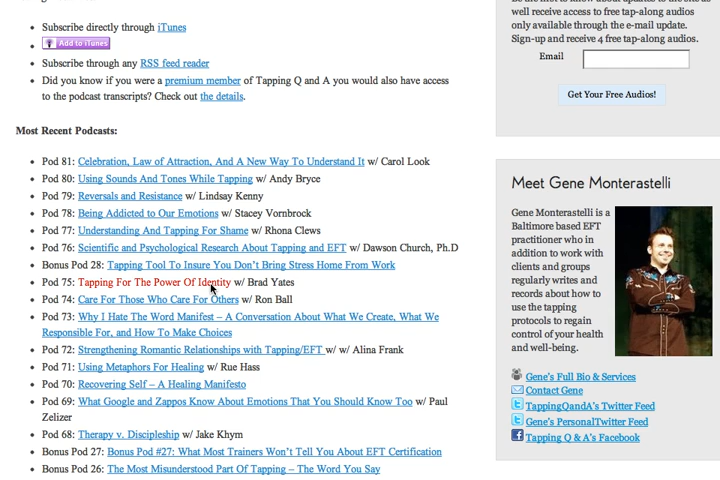 Subscribe directly through iTunes
Add to iTunes
Subscribe through any RSS feed reader
Did you know if you were a premium member of Tapping Q and A you would also have access
to the podcast transcripts? Check out the details.
Most Recent Podcasts:
Pod 81: Celebration, Law of Attraction, And A New Way To Understand It w/ Carol Look
Pod 80: Using Sounds And Tones While Tapping w/ Andy Bryce
Pod 79: Reversals and Resistance w/ Lindsay Kenny
Pod 78: Being Addicted to Our Emotions w/ Stacey Vornbrock
Pod 77: Understanding And Tapping For Shame w/ Rhona Clews
Pod 76: Scientific and Psychological Research About Tapping and EFT w/ Dawson Church, Ph.D
Bonus Pod 28: Tapping Tool To Insure You Don't Bring Stress Home From Work
Pod 75: Tapping For The Power Of Identity w/ Brad Yates
Pod 74: Care For Those Who Care For Others w/ Ron Ball
Pod 73: Why I Hate The Word Manifest – A Conversation About What We Create, What We
Responsible For, and How To Make Choices
Pod 72: Strengthening Romantic Relationships with Tapping/EFT w/ w/ Alina Frank
Pod 71: Using Metaphors For Healing w/ Rue Hass
Pod 70: Recovering Self – A Healing Manifesto
Pod 69: What Google and Zappos Know About Emotions That You Should Know Too w/ Paul
Zelizer
Pod 68: Therapy v. Discipleship w/ Jake Khym
Bonus Pod 27: Bonus Pod #27: What Most Trainers Won't Tell You About EFT Certification
Bonus Pod 26: The Most Misunderstood Part Of Tapping – The Word You Say
well receive access to free tap-along audios
only available through the e-mail update.
Sign-up and receive 4 free tap-along audios.
Email
Get Your Free Audios!
Meet Gene Monterastelli
Gene Monterastelli is a
Baltimore based EFT
practitioner who in
addition to working
with clients and
groups regularly
writes and records about how to
use the tapping
protocols to regain
control of your health
and well-being.
Gene's Full Bio & Services
Contact Gene
TappingQandA's Twitter Feed
Gene's PersonalTwitter Feed
Tapping Q & A's Facebook